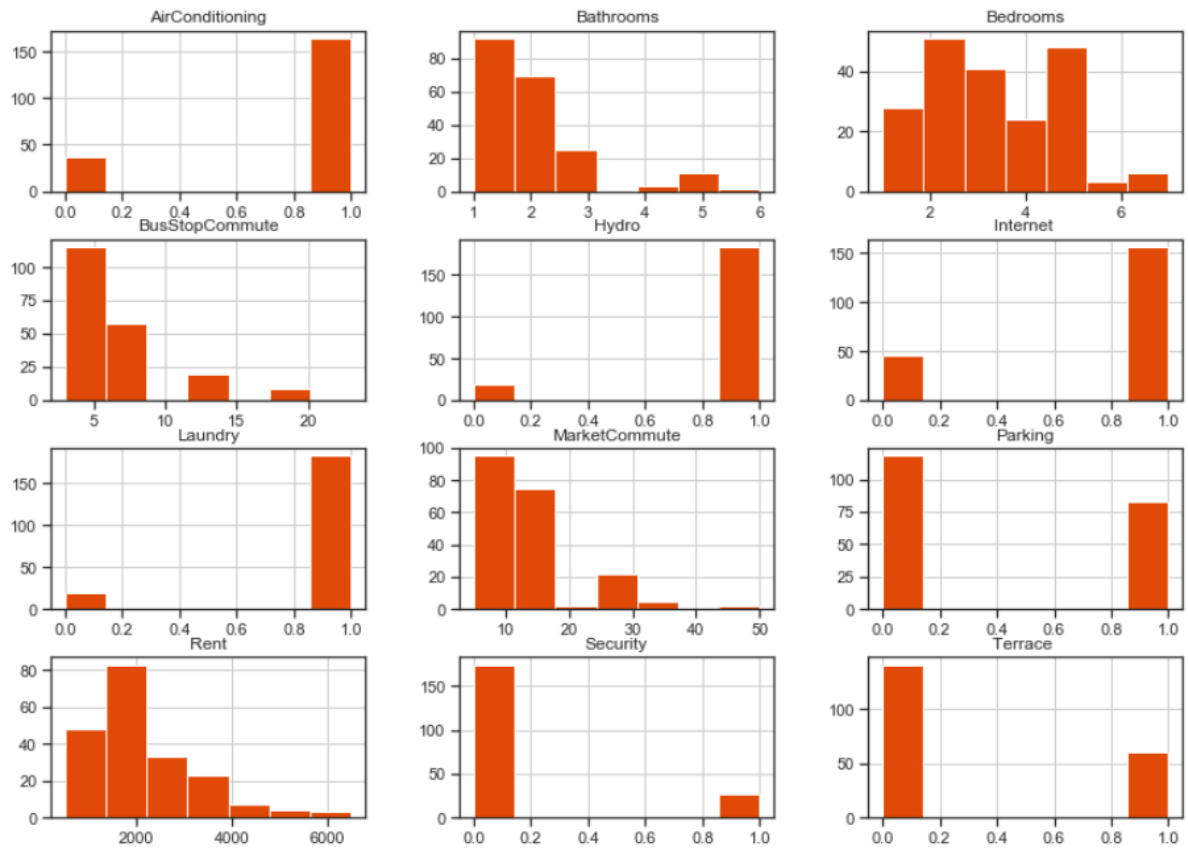 AirConditioning Bathrooms Bedrooms
150 100 50 0
0.0 0.2 0.4 0.6 0.8 1.0
80 60 40 20 0
1 2 3 4 5 6
40 20 0
2 4 6
BusStopCommute Hydro Internet
100 75 50 25 0
5 10 15 20
150 100 50 0
0.0 0.2 0.4 0.6 0.8 1.0
150 100 50 0
0.0 0.2 0.4 0.6 0.8 1.0
Laundry MarketCommute Parking
150 100 50 0
0.0 0.2 0.4 0.6 0.8 1.0
100 80 60 40 20 0
10 20 30 40 50
100 75 50 25 0
0.0 0.2 0.4 0.6 0.8 1.0
Rent Security Terrace
80 60 40 20 0
2000 4000 6000
150 100 50 0
0.0 0.2 0.4 0.6 0.8 1.0
100 50 0
0.0 0.2 0.4 0.6 0.8 1.0